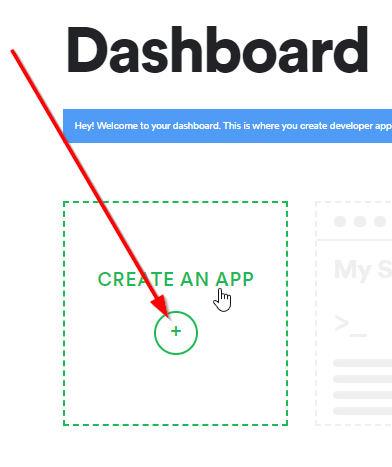 Dashboard
Hey! Welcome to your dashboard. This is where you create developer app
CREATE AN APP
+
My S
>_